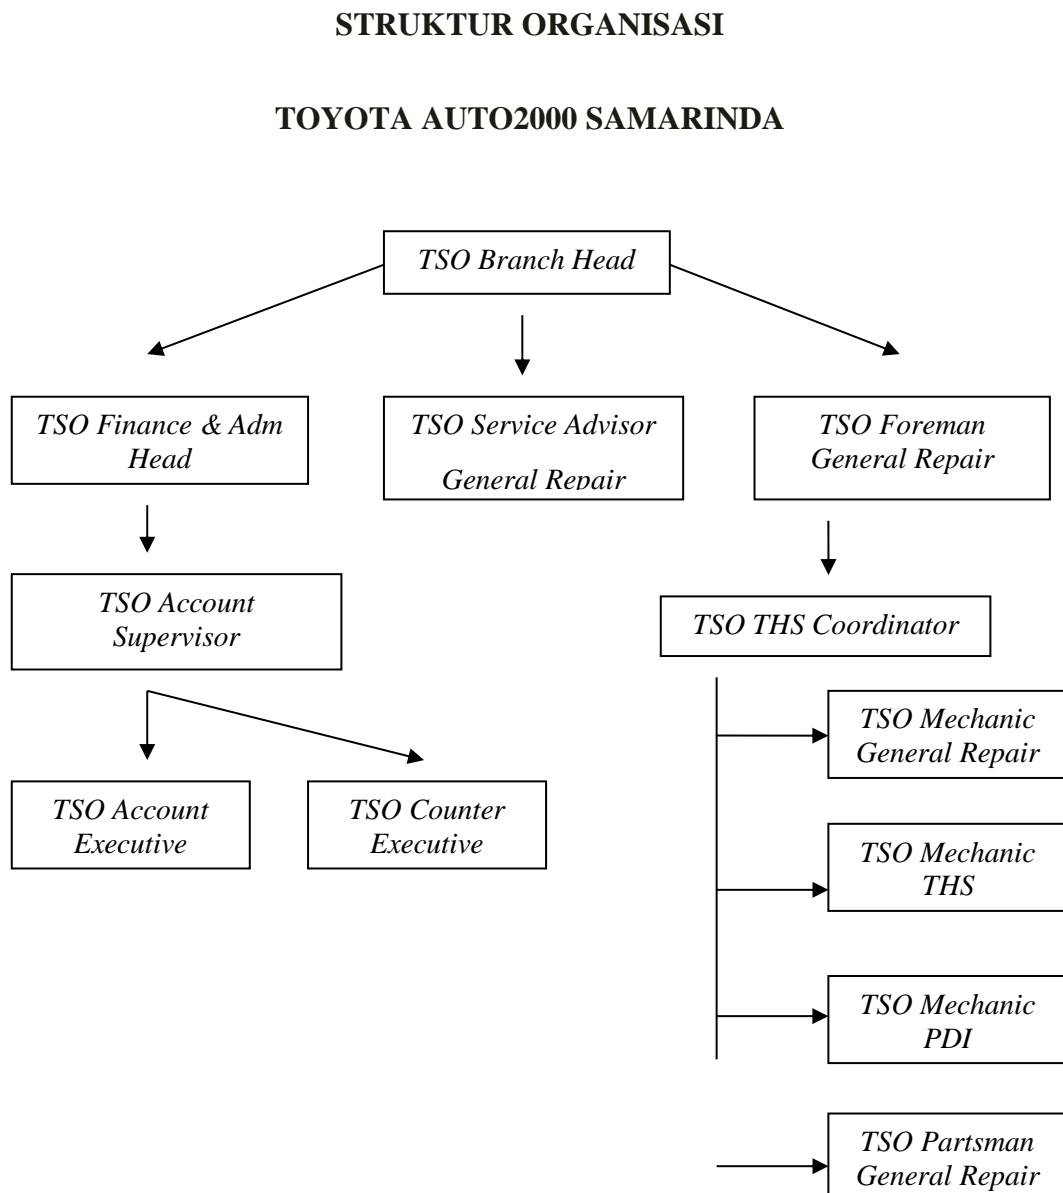 STRUKTUR ORGANISASI
TOYOTA AUTO2000 SAMARINDA
TSO Branch Head
TSO Finance & Adm
Head
TSO Service Advisor
General Repair
TSO Foreman
General Repair
TSO Account
Supervisor
TSO THS Coordinator
TSO Mechanic
General Repair
TSO Account
Executive
TSO Counter
Executive
TSO Mechanic
THS
TSO Mechanic
PDI
TSO Partsman
General Repair